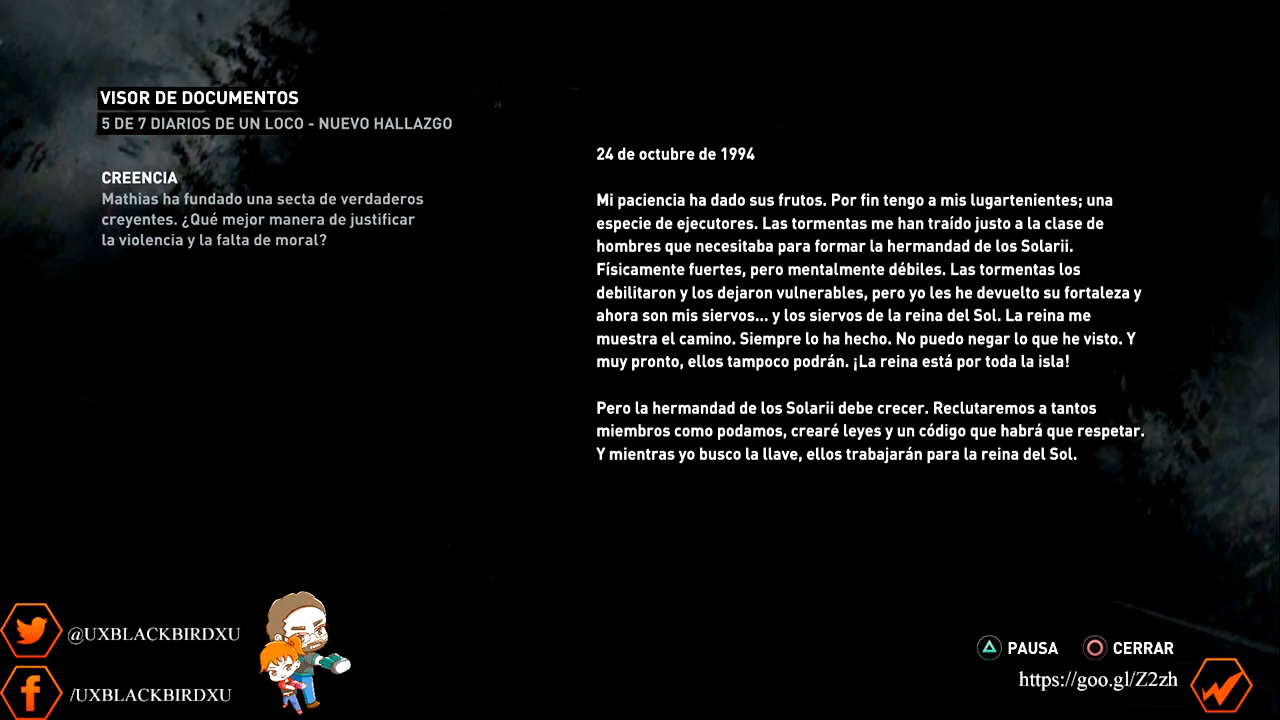 VISOR DE DOCUMENTOS
5 DE 7 DIARIOS DE UN LOCO - NUEVO HALLAZGO
CREENCIA
Mathias ha fundado una secta de verdaderos
creyentes. ¿Qué mejor manera de justificar
la violencia y la falta de moral?
24 de octubre de 1994
Mi paciencia ha dado sus frutos. Por fin tengo a mis lugartenientes; una
especie de ejecutores. Las tormentas me han traído justo a la clase de
hombres que necesitaba para formar la hermandad de los Solarii.
Físicamente fuertes, pero mentalmente débiles. Las tormentas los
debilitaron y los dejaron vulnerables, pero yo les he devuelto su fortaleza y
ahora son mis siervos... y los siervos de la reina del Sol. La reina me
muestra el camino. Siempre lo ha hecho. No puedo negar lo que he visto. Y
muy pronto, ellos tampoco podrán. ¡La reina está por toda la isla!
Pero la hermandad de los Solarii debe crecer. Reclutaremos a tantos
miembros como podamos, crearé leyes y un código que habrá que respetar.
Y mientras yo busco la llave, ellos trabajarán para la reina del Sol.
@UXBLACKBIRDXU
/UXBLACKBIRDXU
PAUSA
CERRAR
https://goo.gl/Z2zh